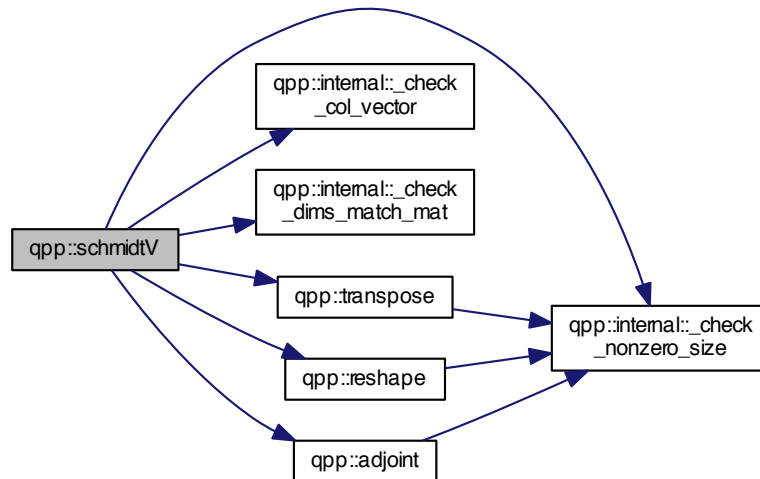 qpp::internal::_check
_col_vector
qpp::internal::_check
_dims_match_mat
qpp::schmidtV
qpp::transpose
qpp::internal::_check
_nonzero_size
qpp::reshape
qpp::adjoint